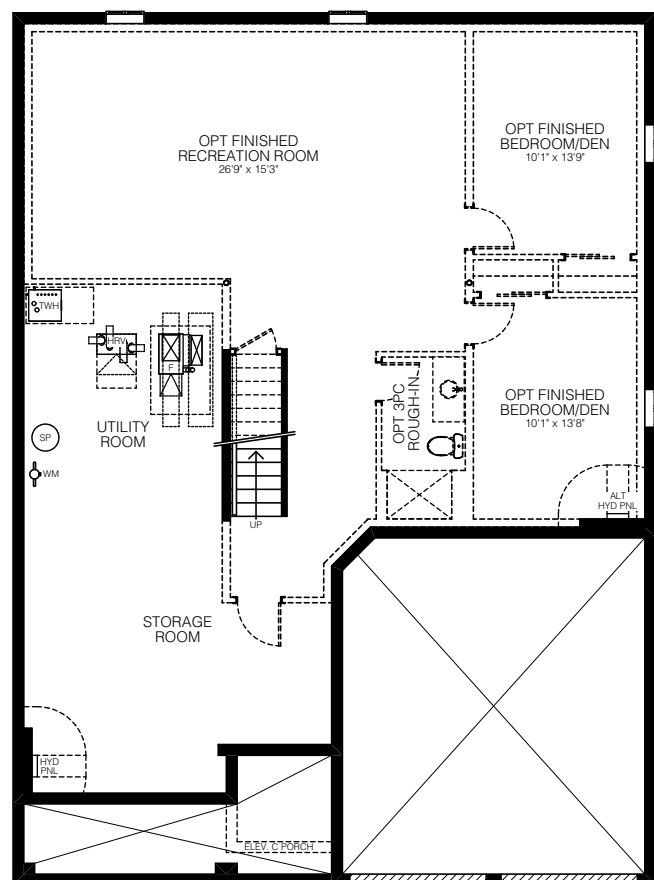 OPT FINISHED
RECREATION ROOM
26'9" x 15'3"
OPT FINISHED
BEDROOM/DEN
10'1" x 13'9"
TWH
HRV
F
UTILITY
ROOM
SP
WM
UP
OPT 3PC
ROUGH-IN
OPT FINISHED
BEDROOM/DEN
10'1" x 13'8"
ALT
HYD PNL
STORAGE
ROOM
HYD
PNL
ELEV. C PORCH